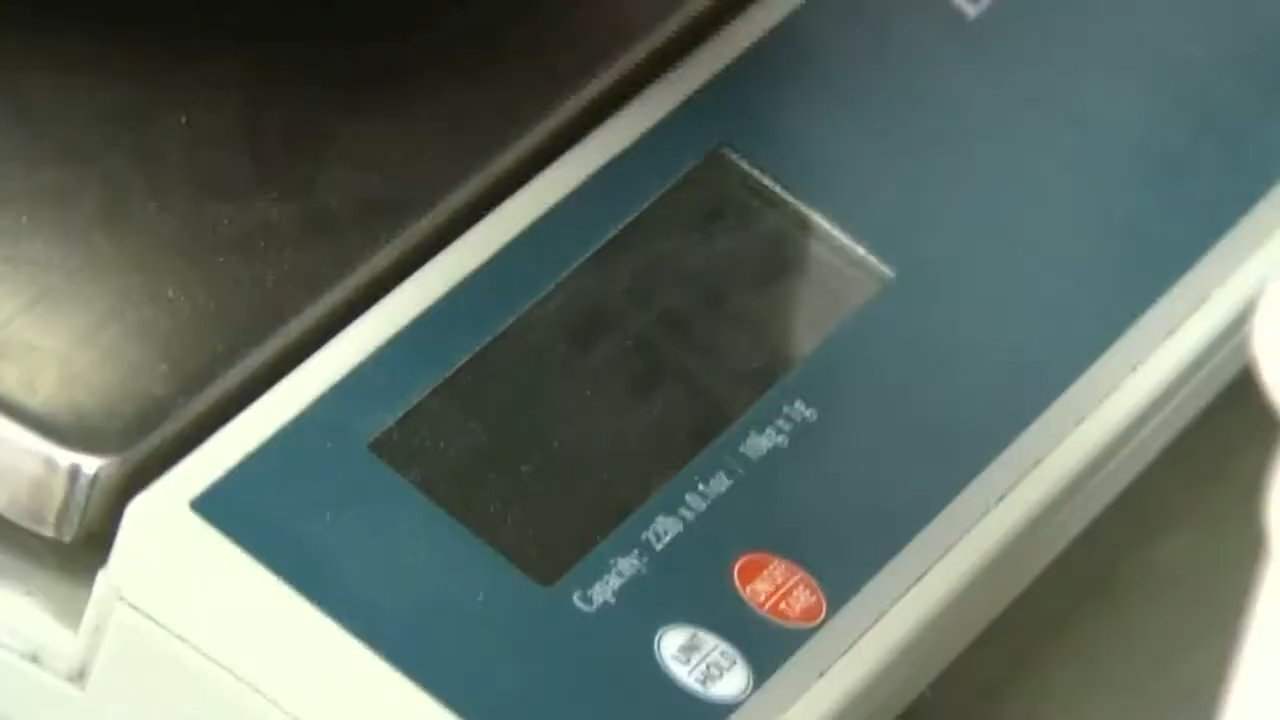 Capacity: 22lb x 0.1oz / 10kg x 1g
ON/OFF
TARE
UNIT
HOLD